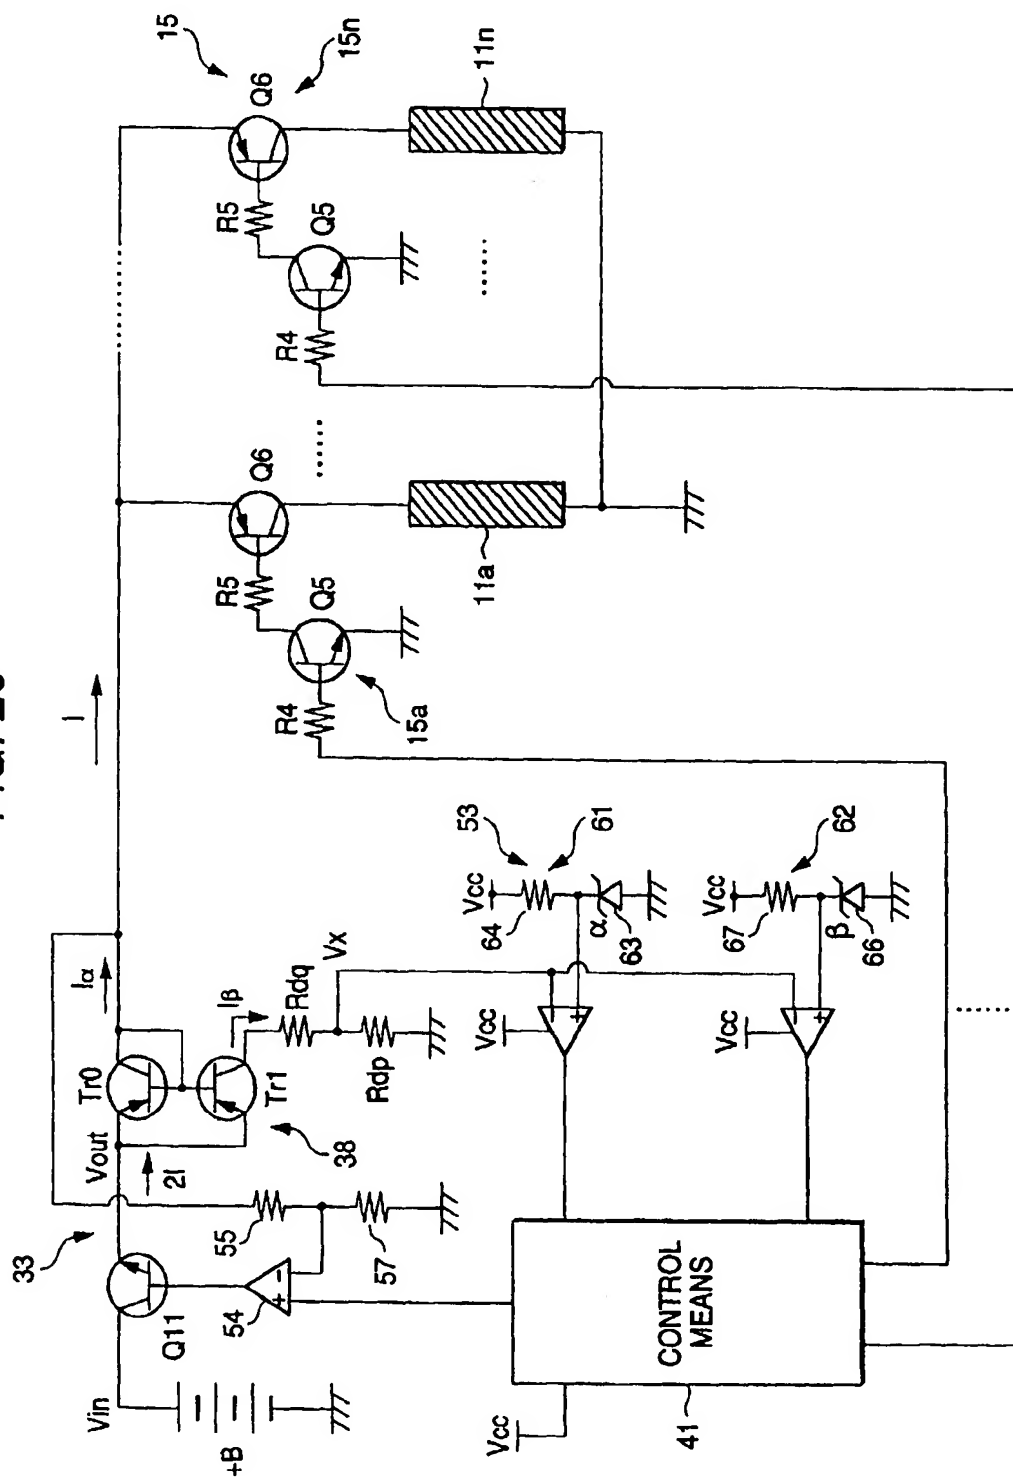 15
15n
Q6
R5
Q5
R4
11n
Q6
R5
Q5
R4
11a
15a
I
Iα
Tr0
Vout
2I
33
Q11
Vin
+B
Iβ
Tr1
38
Rdq
Vx
Rdp
55
57
54
+
−
Vcc
53
61
64
α
63
Vcc
62
67
β
66
Vcc
−
+
Vcc
−
+
CONTROL
MEANS
41
Vcc